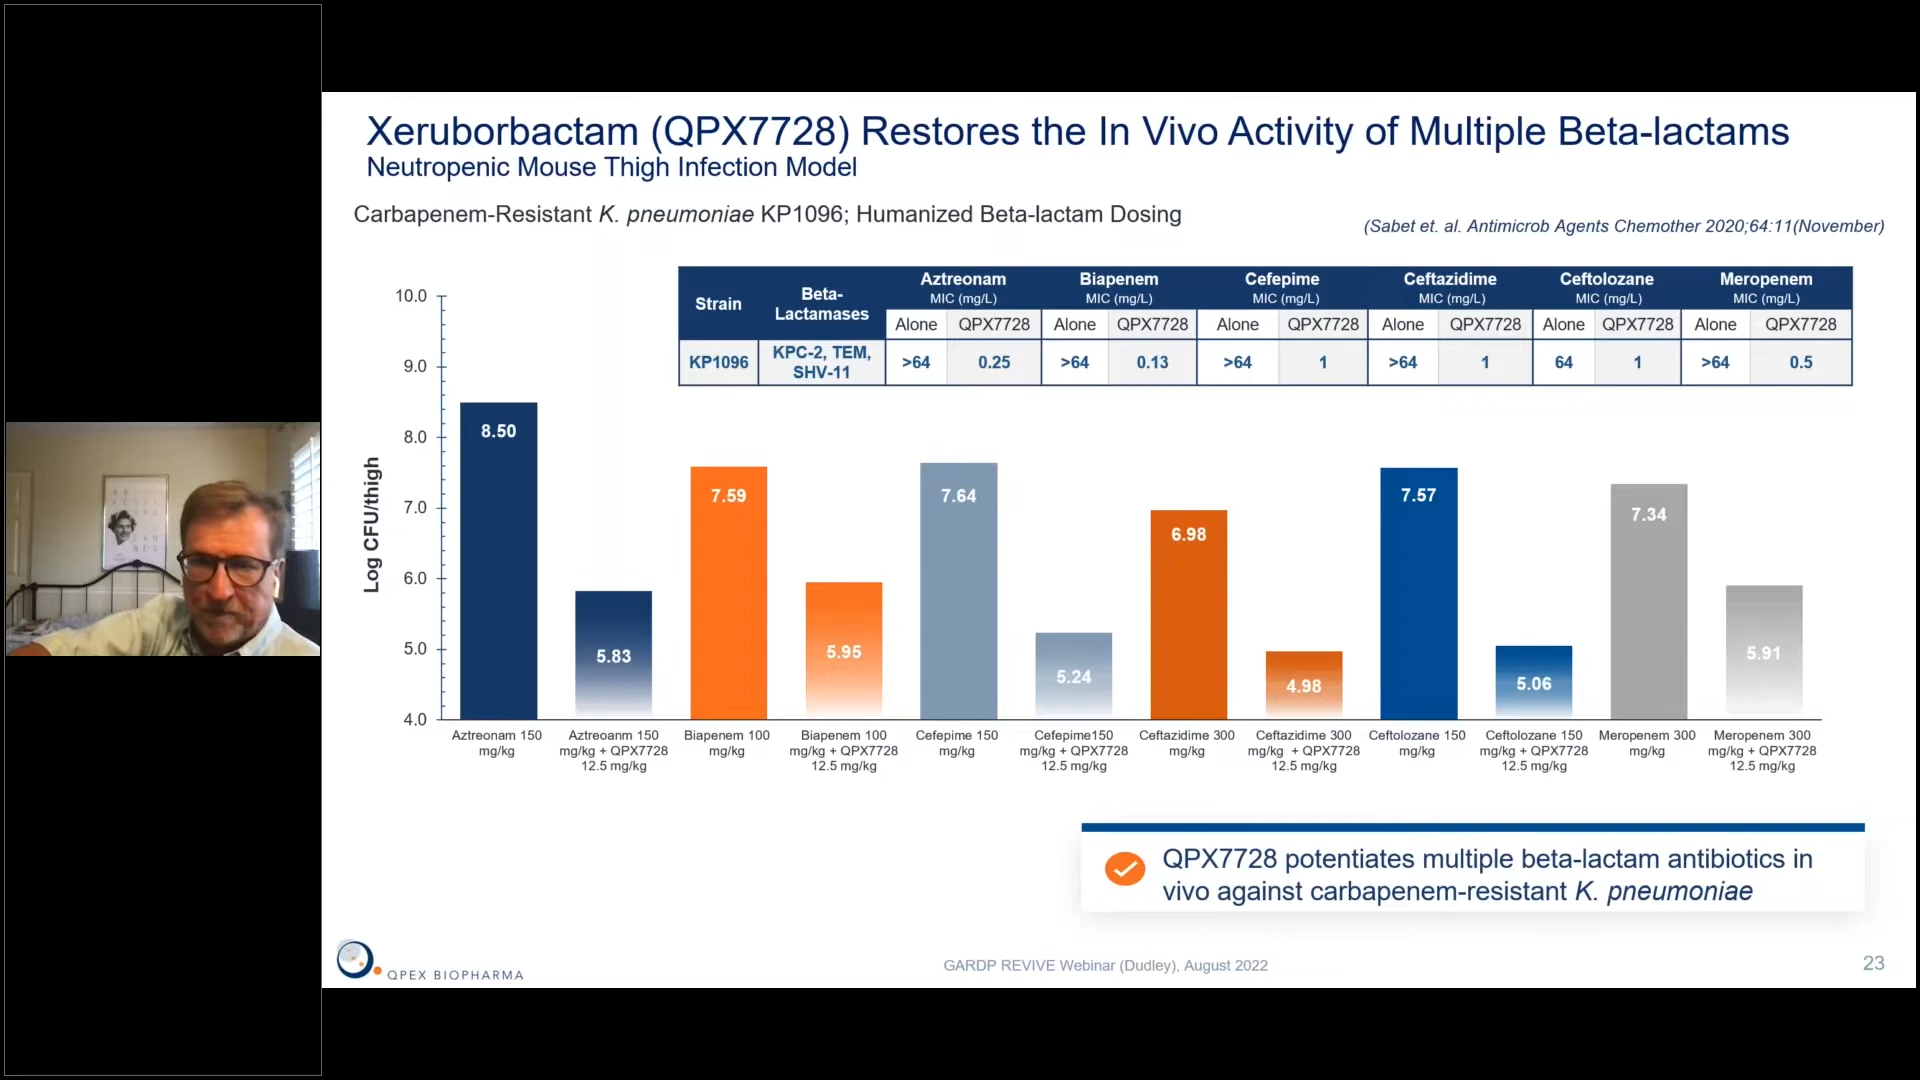 Xeruborbactam (QPX7728) Restores the In Vivo Activity of Multiple Beta-lactams
Neutropenic Mouse Thigh Infection Model
Carbapenem-Resistant K. pneumoniae KP1096; Humanized Beta-lactam Dosing
(Sabet et. al. Antimicrob Agents Chemother 2020;64:11(November)
Strain Beta-Lactamases Aztreonam MIC (mg/L) Biapenem MIC (mg/L) Cefepime MIC (mg/L) Ceftazidime MIC (mg/L) Ceftolozane MIC (mg/L) Meropenem MIC (mg/L)
Alone QPX7728 Alone QPX7728 Alone QPX7728 Alone QPX7728 Alone QPX7728 Alone QPX7728
KP1096 KPC-2, TEM, SHV-11 >64 0.25 >64 0.13 >64 1 >64 1 64 1 >64 0.5
Log CFU/thigh
10.0
9.0
8.0
7.0
6.0
5.0
4.0
8.50
5.83
7.59
5.95
7.64
5.24
6.98
4.98
7.57
5.06
7.34
5.91
Aztreonam 150
mg/kg
Aztreoanm 150
mg/kg + QPX7728
12.5 mg/kg
Biapenem 100
mg/kg
Biapenem 100
mg/kg + QPX7728
12.5 mg/kg
Cefepime 150
mg/kg
Cefepime150
mg/kg + QPX7728
12.5 mg/kg
Ceftazidime 300
mg/kg
Ceftazidime 300
mg/kg + QPX7728
12.5 mg/kg
Ceftolozane 150
mg/kg
Ceftolozane 150
mg/kg + QPX7728
12.5 mg/kg
Meropenem 300
mg/kg
Meropenem 300
mg/kg + QPX7728
12.5 mg/kg
QPX7728 potentiates multiple beta-lactam antibiotics in
vivo against carbapenem-resistant K. pneumoniae
QPEX BIOPHARMA
GARDP REVIVE Webinar (Dudley), August 2022
23